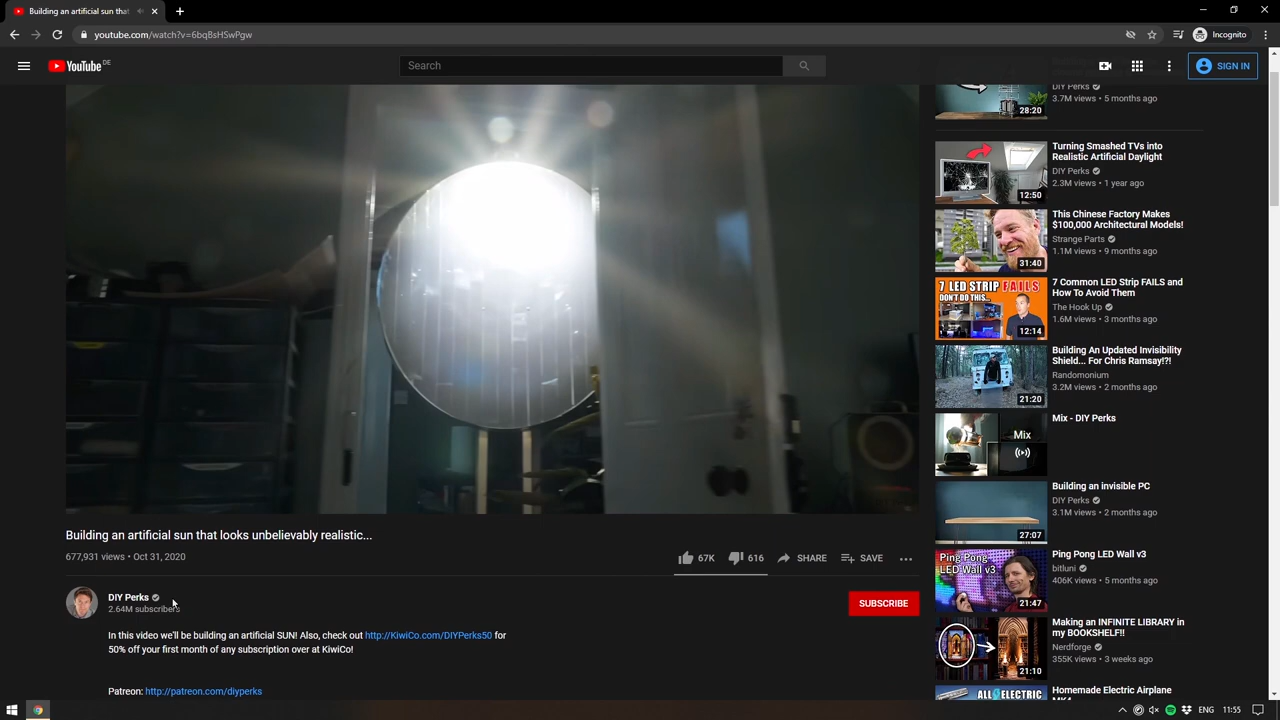 Building an artificial sun that
youtube.com/watch?v=6bqBsHSwPgw
Incognito
YouTube DE
Search
SIGN IN
DIY Perks
3.7M views • 5 months ago
28:20
Turning Smashed TVs into
Realistic Artificial Daylight
DIY Perks
2.3M views • 1 year ago
12:50
This Chinese Factory Makes
$100,000 Architectural Models!
Strange Parts
1.1M views • 9 months ago
31:40
7 LED STRIP FAILS
DON'T DO THIS...
7 Common LED Strip FAILS and
How To Avoid Them
The Hook Up
1.6M views • 3 months ago
12:14
Building An Updated Invisibility
Shield... For Chris Ramsay!?!
Randomonium
3.2M views • 2 months ago
21:20
Mix - DIY Perks
Mix
Building an invisible PC
DIY Perks
3.1M views • 2 months ago
27:07
Ping Pong
LED Wall v3
Ping Pong LED Wall v3
bitluni
406K views • 5 months ago
21:47
Making an INFINITE LIBRARY in
my BOOKSHELF!!
Nerdforge
355K views • 3 weeks ago
21:10
ALL ELECTRIC
Homemade Electric Airplane
Building an artificial sun that looks unbelievably realistic...
677,931 views • Oct 31, 2020
67K
616
SHARE
SAVE
DIY Perks
2.64M subscribers
SUBSCRIBE
In this video we'll be building an artificial SUN! Also, check out http://KiwiCo.com/DIYPerks50 for
50% off your first month of any subscription over at KiwiCo!
Patreon: http://patreon.com/diyperks
ENG
11:55